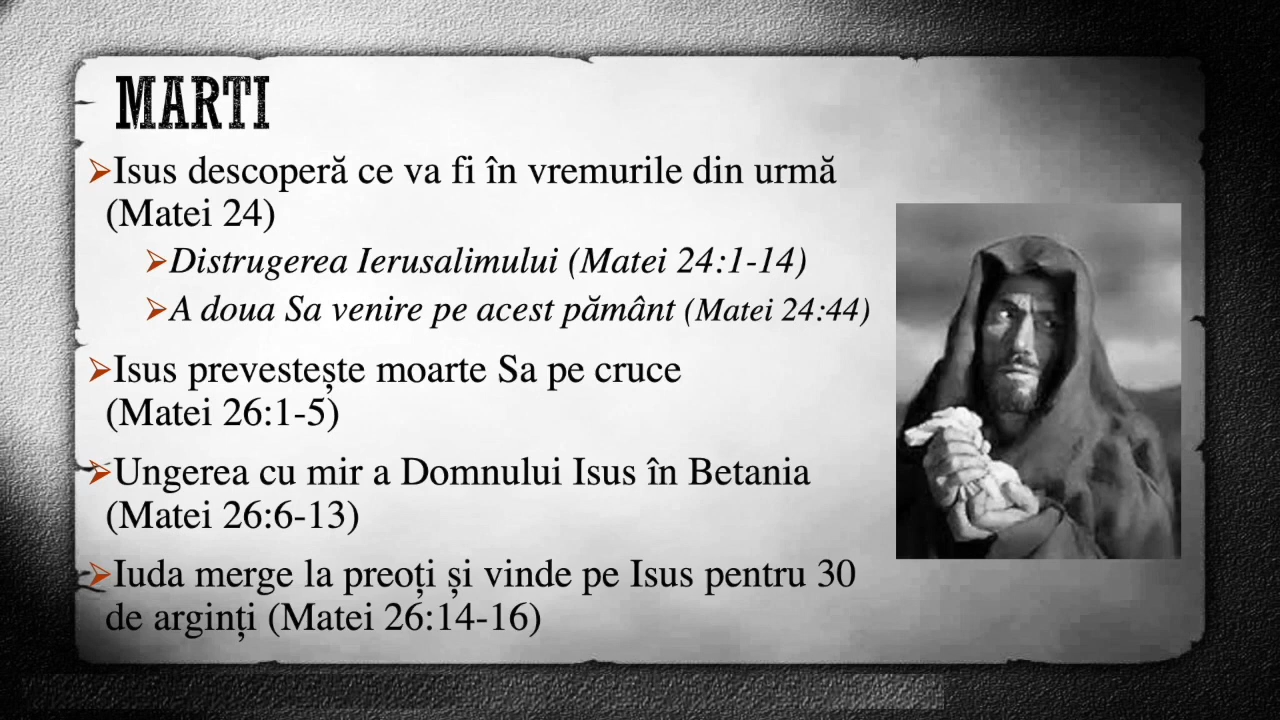 MARTI
Isus descoperă ce va fi în vremurile din urmă
(Matei 24)
Distrugerea Ierusalimului (Matei 24:1-14)
A doua Sa venire pe acest pământ (Matei 24:44)
Isus prevestește moarte Sa pe cruce
(Matei 26:1-5)
Ungerea cu mir a Domnului Isus în Betania
(Matei 26:6-13)
Iuda merge la preoți și vinde pe Isus pentru 30
de arginți (Matei 26:14-16)